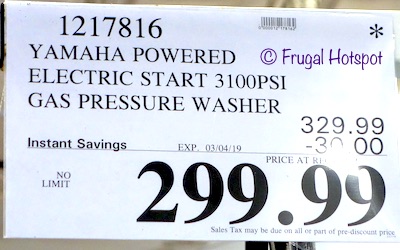 1217816
*
YAMAHA POWERED
© Frugal Hotspot
ELECTRIC START 3100PSI
GAS PRESSURE WASHER
329.99
Instant Savings EXP. 03/04/19 -30.00
PRICE AT
NO
LIMIT
299.99
Sales Tax may be due on all or part of pre-discount price